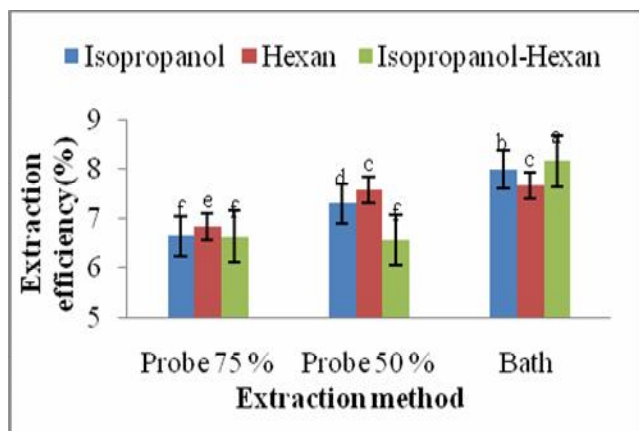 Isopropanol Hexan Isopropanol-Hexan
Extraction
efficiency(%)
9
8
7
6
5
f e f d c f b c a
Probe 75 % Probe 50 % Bath
Extraction method